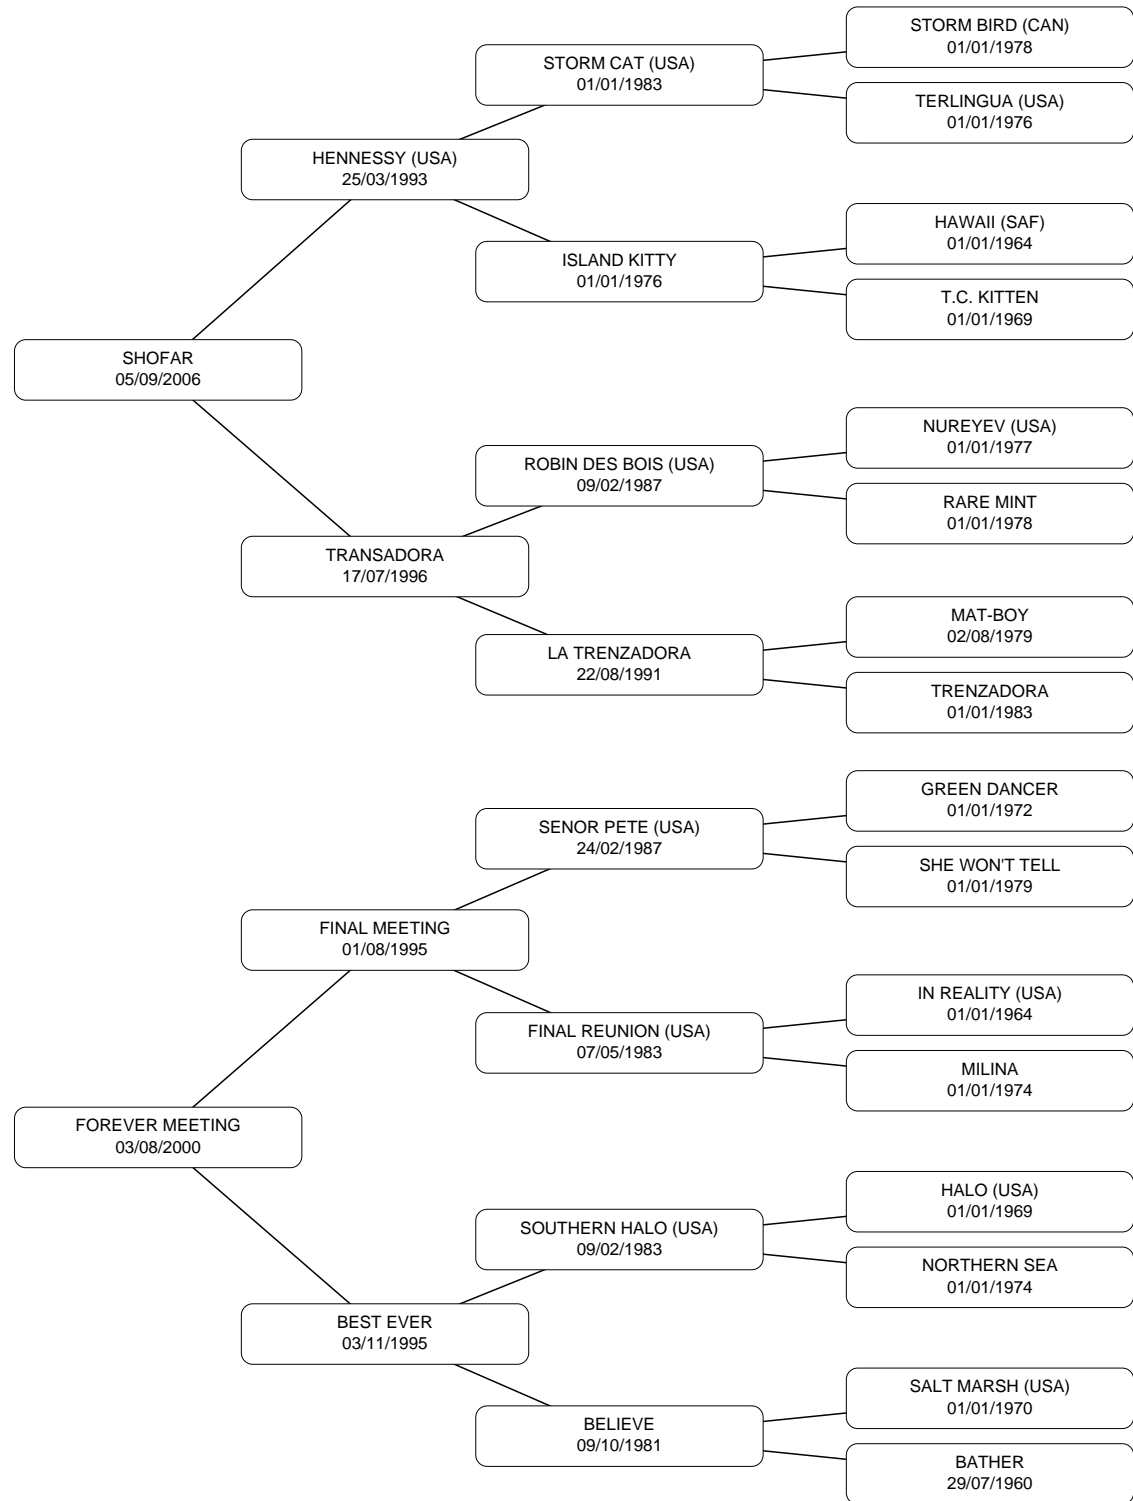 STORM BIRD (CAN)
01/01/1978
STORM CAT (USA)
01/01/1983
TERLINGUA (USA)
01/01/1976
HENNESSY (USA)
25/03/1993
HAWAII (SAF)
01/01/1964
ISLAND KITTY
01/01/1976
T.C. KITTEN
01/01/1969
SHOFAR
05/09/2006
NUREYEV (USA)
01/01/1977
ROBIN DES BOIS (USA)
09/02/1987
RARE MINT
01/01/1978
TRANSADORA
17/07/1996
MAT-BOY
02/08/1979
LA TRENZADORA
22/08/1991
TRENZADORA
01/01/1983
GREEN DANCER
01/01/1972
SENOR PETE (USA)
24/02/1987
SHE WON'T TELL
01/01/1979
FINAL MEETING
01/08/1995
IN REALITY (USA)
01/01/1964
FINAL REUNION (USA)
07/05/1983
MILINA
01/01/1974
FOREVER MEETING
03/08/2000
HALO (USA)
01/01/1969
SOUTHERN HALO (USA)
09/02/1983
NORTHERN SEA
01/01/1974
BEST EVER
03/11/1995
SALT MARSH (USA)
01/01/1970
BELIEVE
09/10/1981
BATHER
29/07/1960